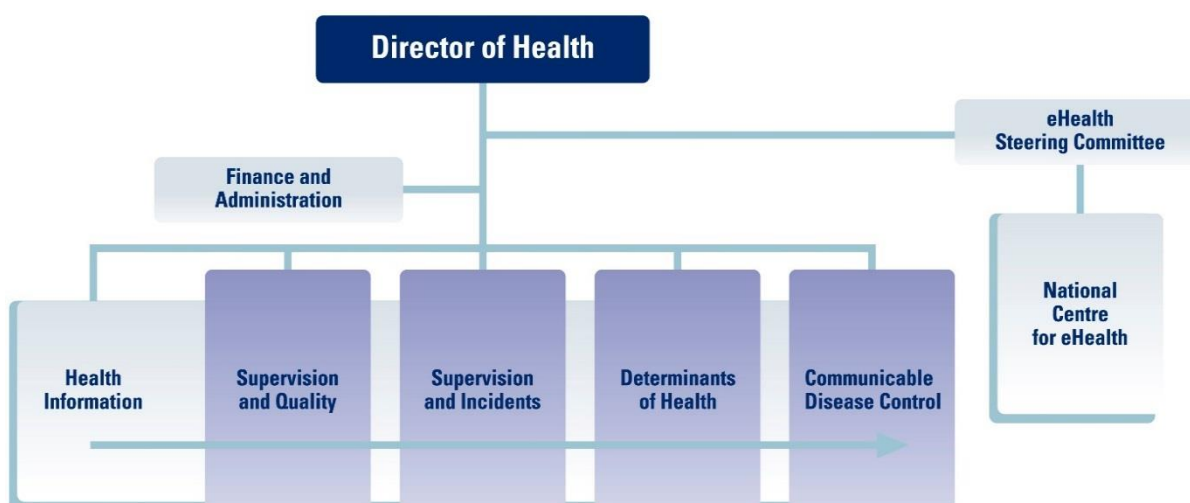 Director of Health
eHealth
Steering Committee
Finance and
Administration
National
Centre
for eHealth
Health
Information
Supervision
and Quality
Supervision
and Incidents
Determinants
of Health
Communicable
Disease Control